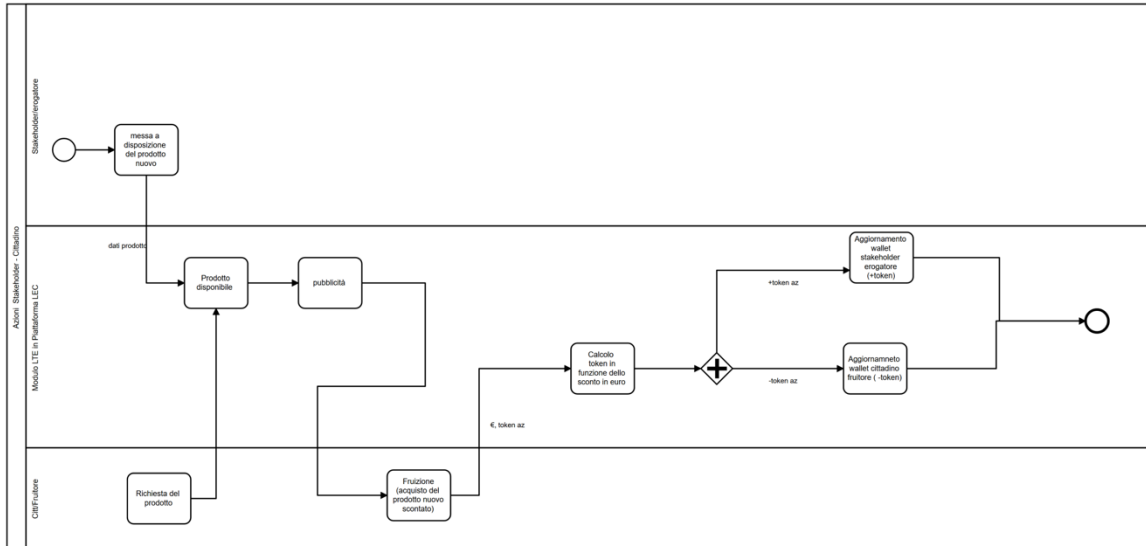 Azioni Stakeholder - Cittadino
Stakeholder/erogatore
messa a
disposizione
del prodotto
nuovo
Modulo LTE in Piattaforma LEC
dati prodotto
Prodotto
disponibile
pubblicità
Calcolo
token in
funzione dello
sconto in euro
+token az
-token az
Aggiornamento
wallet
stakeholder
erogatore
(+token)
Aggiornamneto
wallet cittadino
fruitore ( -token)
€, token az
Citt/Fruitore
Richiesta del
prodotto
Fruizione
(acquisto del
prodotto nuovo
scontato)